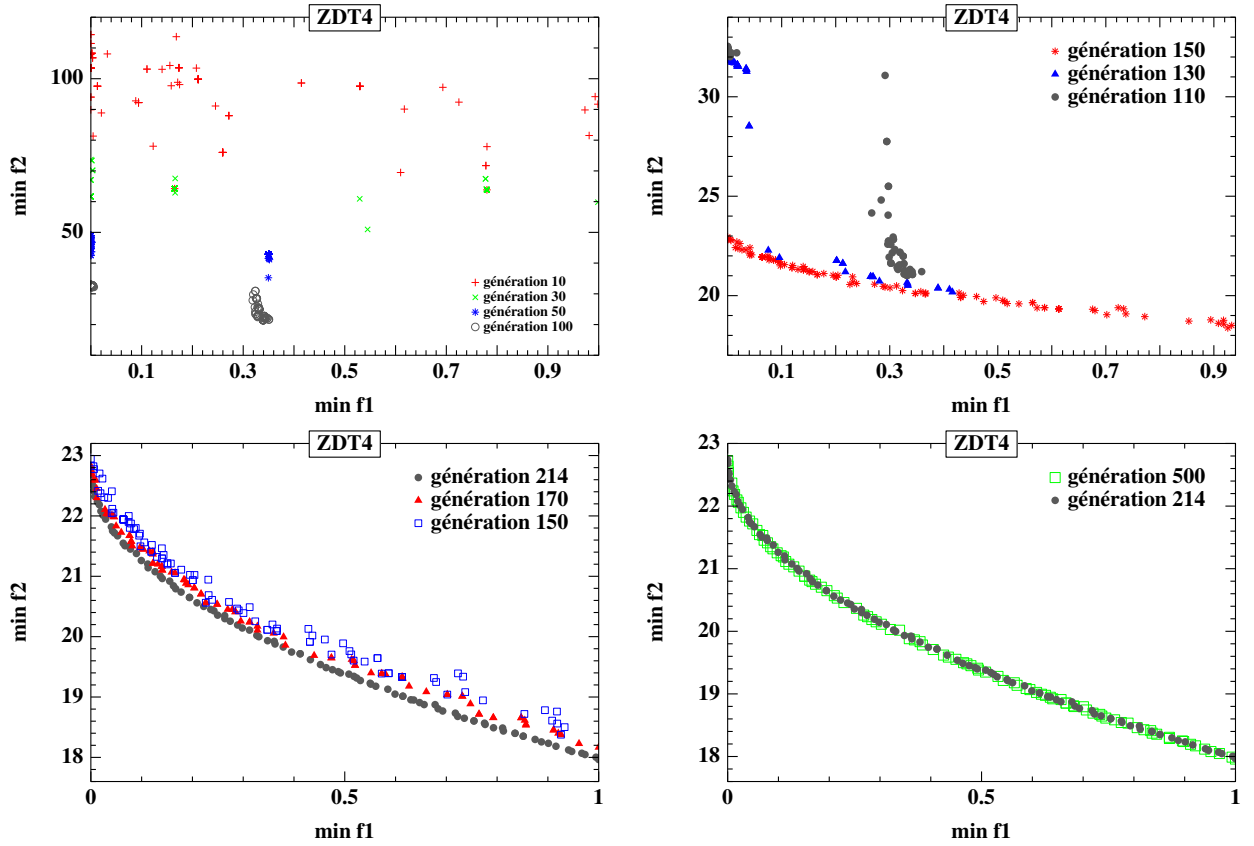 ZDT4
100
50
min f2
génération 10
génération 30
génération 50
génération 100
0.1 0.3 0.5 0.7 0.9
min f1
ZDT4
30
25
20
min f2
génération 150
génération 130
génération 110
0.1 0.3 0.5 0.7 0.9
min f1
ZDT4
23
22
21
20
19
18
min f2
génération 214
génération 170
génération 150
0 0.5 1
min f1
ZDT4
23
22
21
20
19
18
min f2
génération 500
génération 214
0 0.5 1
min f1